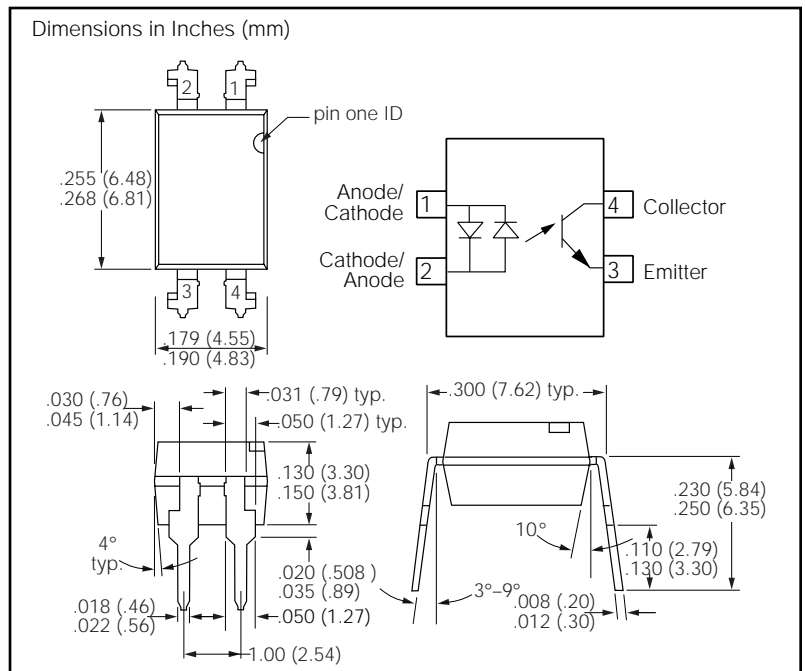 Dimensions in Inches (mm)
2 1
pin one ID
.255 (6.48)
.268 (6.81)
3 4
.179 (4.55)
.190 (4.83)
Anode/
Cathode
1
Cathode/
Anode
2
4 Collector
3 Emitter
.030 (.76)
.045 (1.14)
.031 (.79) typ.
.050 (1.27) typ.
.130 (3.30)
.150 (3.81)
4°
typ.
.020 (.508 )
.035 (.89)
.018 (.46)
.022 (.56)
.050 (1.27)
1.00 (2.54)
.300 (7.62) typ.
.230 (5.84)
.250 (6.35)
10°
.110 (2.79)
.130 (3.30)
3°–9°
.008 (.20)
.012 (.30)